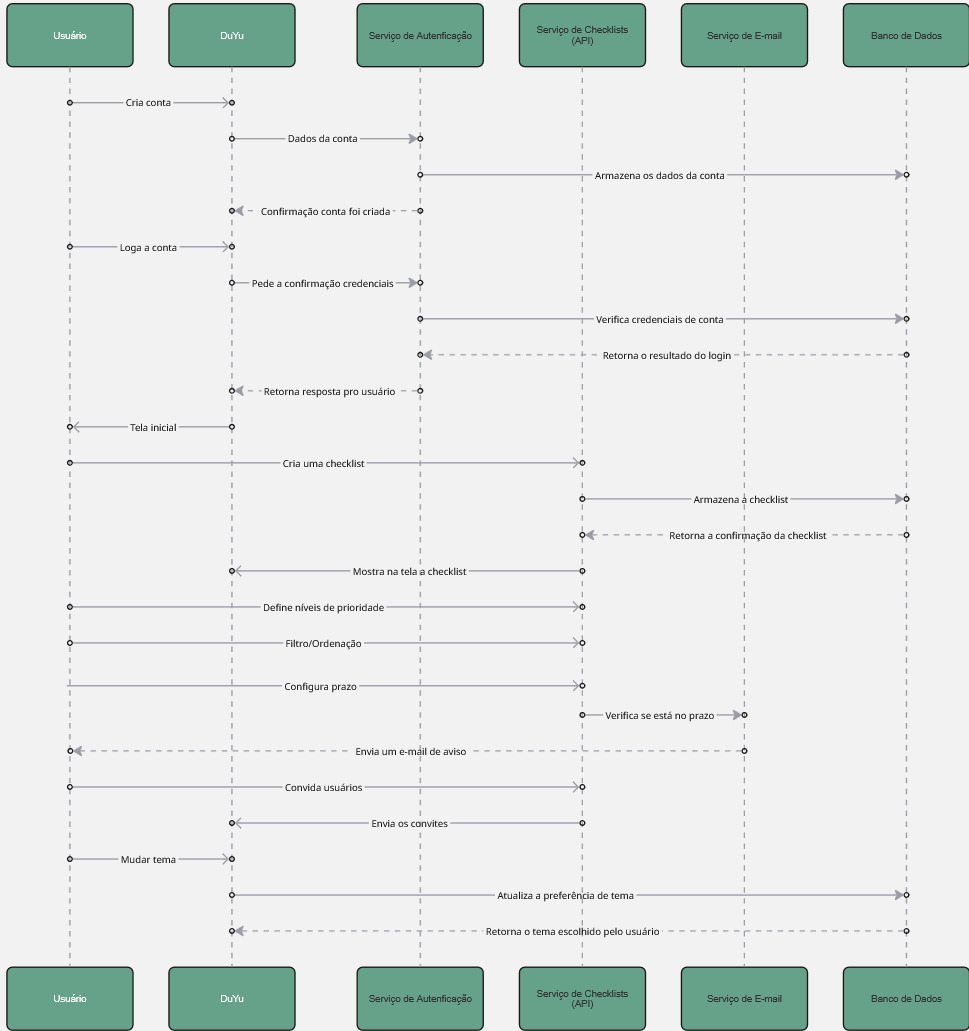 Usuário
DuYu
Serviço de Autenficação
Serviço de Checklists
(API)
Serviço de E-mail
Banco de Dados
Cria conta
Dados da conta
Armazena os dados da conta
Confirmação conta foi criada
Loga a conta
Pede a confirmação credenciais
Verifica credenciais de conta
Retorna o resultado do login
Retorna resposta pro usuário
Tela inicial
Cria uma checklist
Armazena a checklist
Retorna a confirmação da checklist
Mostra na tela a checklist
Define níveis de prioridade
Filtro/Ordenação
Configura prazo
Verifica se está no prazo
Envia um e-mail de aviso
Convida usuários
Envia os convites
Mudar tema
Atualiza a preferência de tema
Retorna o tema escolhido pelo usuário
Usuário
DuYu
Serviço de Autenficação
Serviço de Checklists
(API)
Serviço de E-mail
Banco de Dados